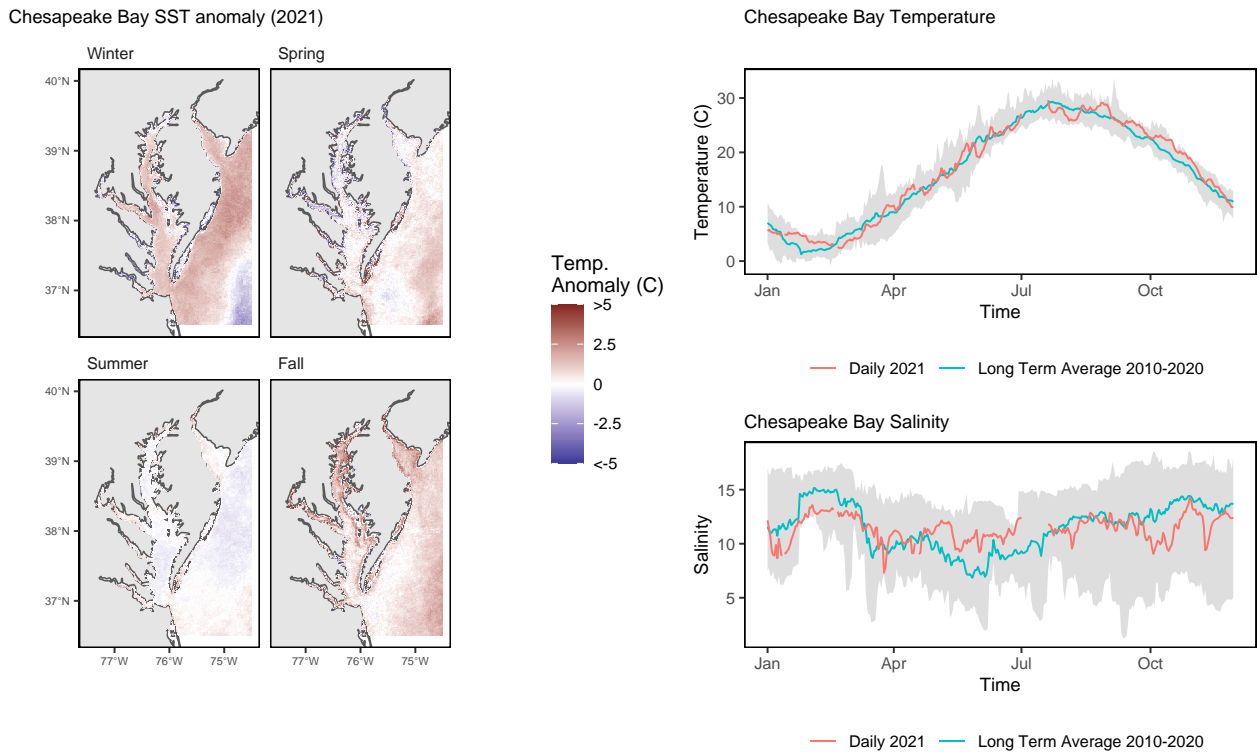 Chesapeake Bay SST anomaly (2021)
Winter
Spring
40°N
39°N
38°N
37°N
Summer
Fall
40°N
39°N
38°N
37°N
77°W
76°W
75°W
77°W
76°W
75°W
Temp.
Anomaly (C)
>5
2.5
0
-2.5
<-5
Chesapeake Bay Temperature
Temperature (C)
30
20
10
0
Jan
Apr
Jul
Oct
Time
Daily 2021
Long Term Average 2010-2020
Chesapeake Bay Salinity
Salinity
15
10
5
Jan
Apr
Jul
Oct
Time
Daily 2021
Long Term Average 2010-2020